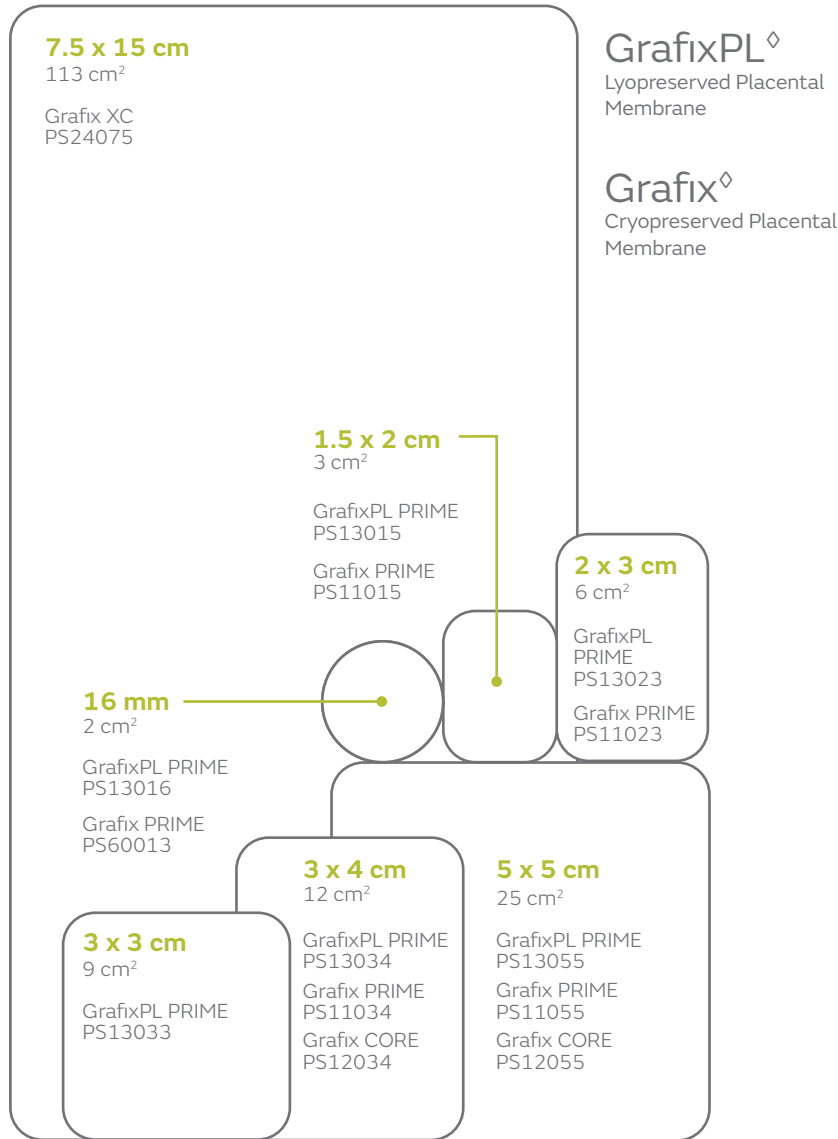 7.5 x 15 cm
113 cm²
Grafix XC
PS24075
GrafixPL◊
Lyopreserved Placental
Membrane
Grafix◊
Cryopreserved Placental
Membrane
1.5 x 2 cm
3 cm²
GrafixPL PRIME
PS13015
Grafix PRIME
PS11015
2 x 3 cm
6 cm²
GrafixPL
PRIME
PS13023
Grafix PRIME
PS11023
16 mm
2 cm²
GrafixPL PRIME
PS13016
Grafix PRIME
PS60013
3 x 4 cm
12 cm²
GrafixPL PRIME
PS13034
Grafix PRIME
PS11034
Grafix CORE
PS12034
5 x 5 cm
25 cm²
GrafixPL PRIME
PS13055
Grafix PRIME
PS11055
Grafix CORE
PS12055
3 x 3 cm
9 cm²
GrafixPL PRIME
PS13033